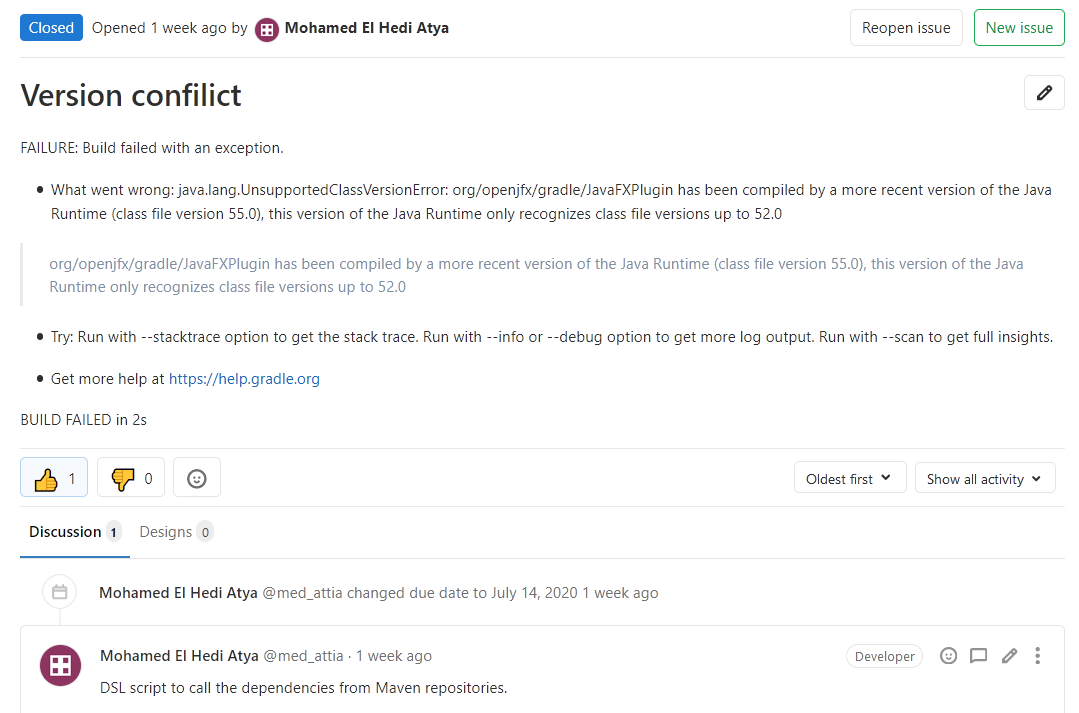 Closed Opened 1 week ago by Mohamed El Hedi Atya Reopen issue New issue
Version confilict
FAILURE: Build failed with an exception.
What went wrong: java.lang.UnsupportedClassVersionError: org/openjfx/gradle/JavaFXPlugin has been compiled by a more recent version of the Java
Runtime (class file version 55.0), this version of the Java Runtime only recognizes class file versions up to 52.0
org/openjfx/gradle/JavaFXPlugin has been compiled by a more recent version of the Java Runtime (class file version 55.0), this version of the Java
Runtime only recognizes class file versions up to 52.0
Try: Run with --stacktrace option to get the stack trace. Run with --info or --debug option to get more log output. Run with --scan to get full insights.
Get more help at https://help.gradle.org
BUILD FAILED in 2s
1 0 Oldest first Show all activity
Discussion 1 Designs 0
Mohamed El Hedi Atya @med_attia changed due date to July 14, 2020 1 week ago
Mohamed El Hedi Atya @med_attia · 1 week ago Developer
DSL script to call the dependencies from Maven repositories.